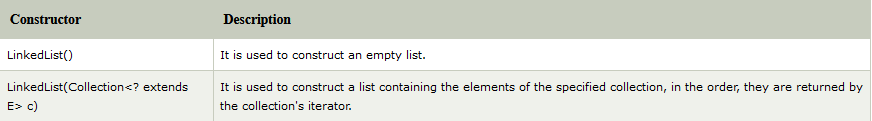 Constructor Description
LinkedList() It is used to construct an empty list.
LinkedList(Collection<? extends It is used to construct a list containing the elements of the specified collection, in the order, they are returned by
E> c) the collection's iterator.